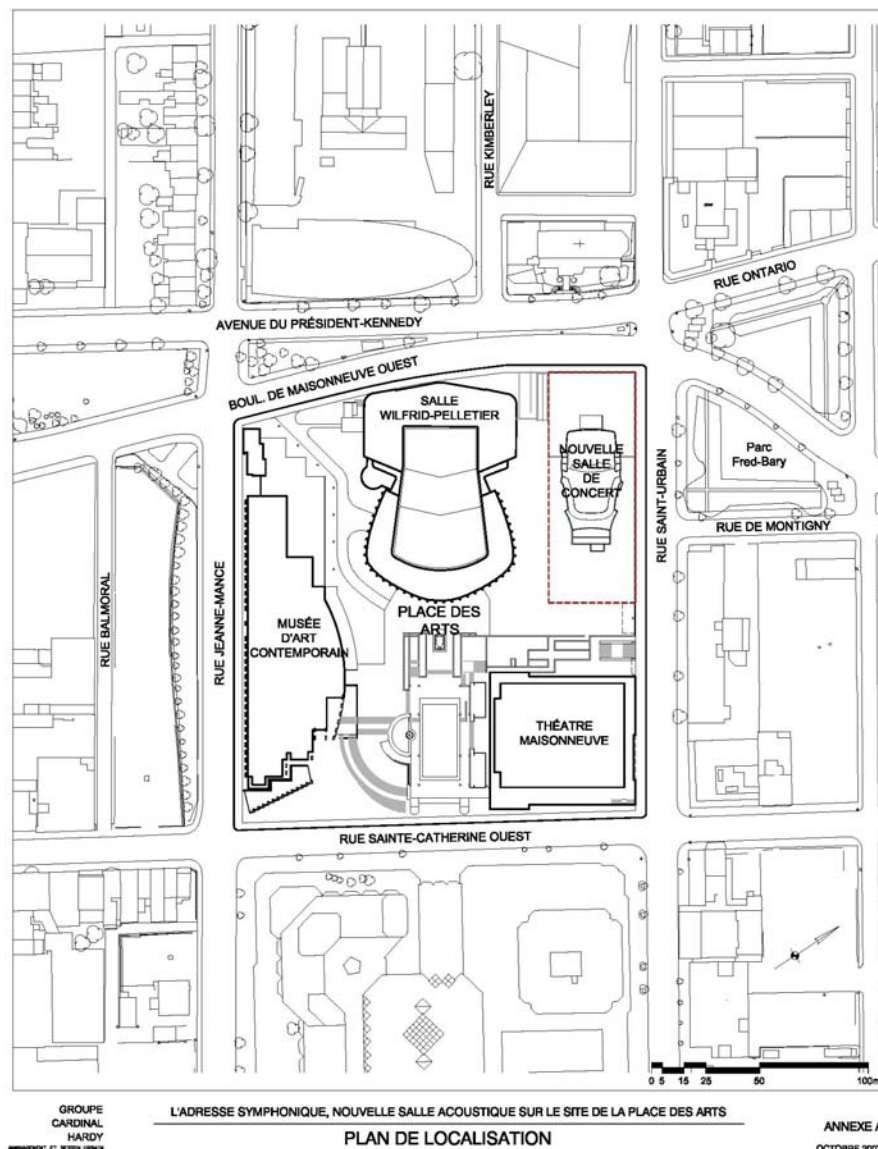 RUE KIMBERLEY
RUE ONTARIO
AVENUE DU PRÉSIDENT-KENNEDY
BOUL. DE MAISONNEUVE OUEST
SALLE
WILFRID-PELLETIER
NOUVELLE
SALLE
DE
CONCERT
Parc
Fred-Bary
RUE SAINT-URBAIN
RUE DE MONTIGNY
RUE BALMORAL
RUE JEANNE-MANCE
MUSÉE
D'ART
CONTEMPORAIN
PLACE DES
ARTS
THÉATRE
MAISONNEUVE
RUE SAINTE-CATHERINE OUEST
0 5 15 25 50 100m
GROUPE
CARDINAL
HARDY
L'ADRESSE SYMPHONIQUE, NOUVELLE SALLE ACOUSTIQUE SUR LE SITE DE LA PLACE DES ARTS
PLAN DE LOCALISATION
ANNEXE A